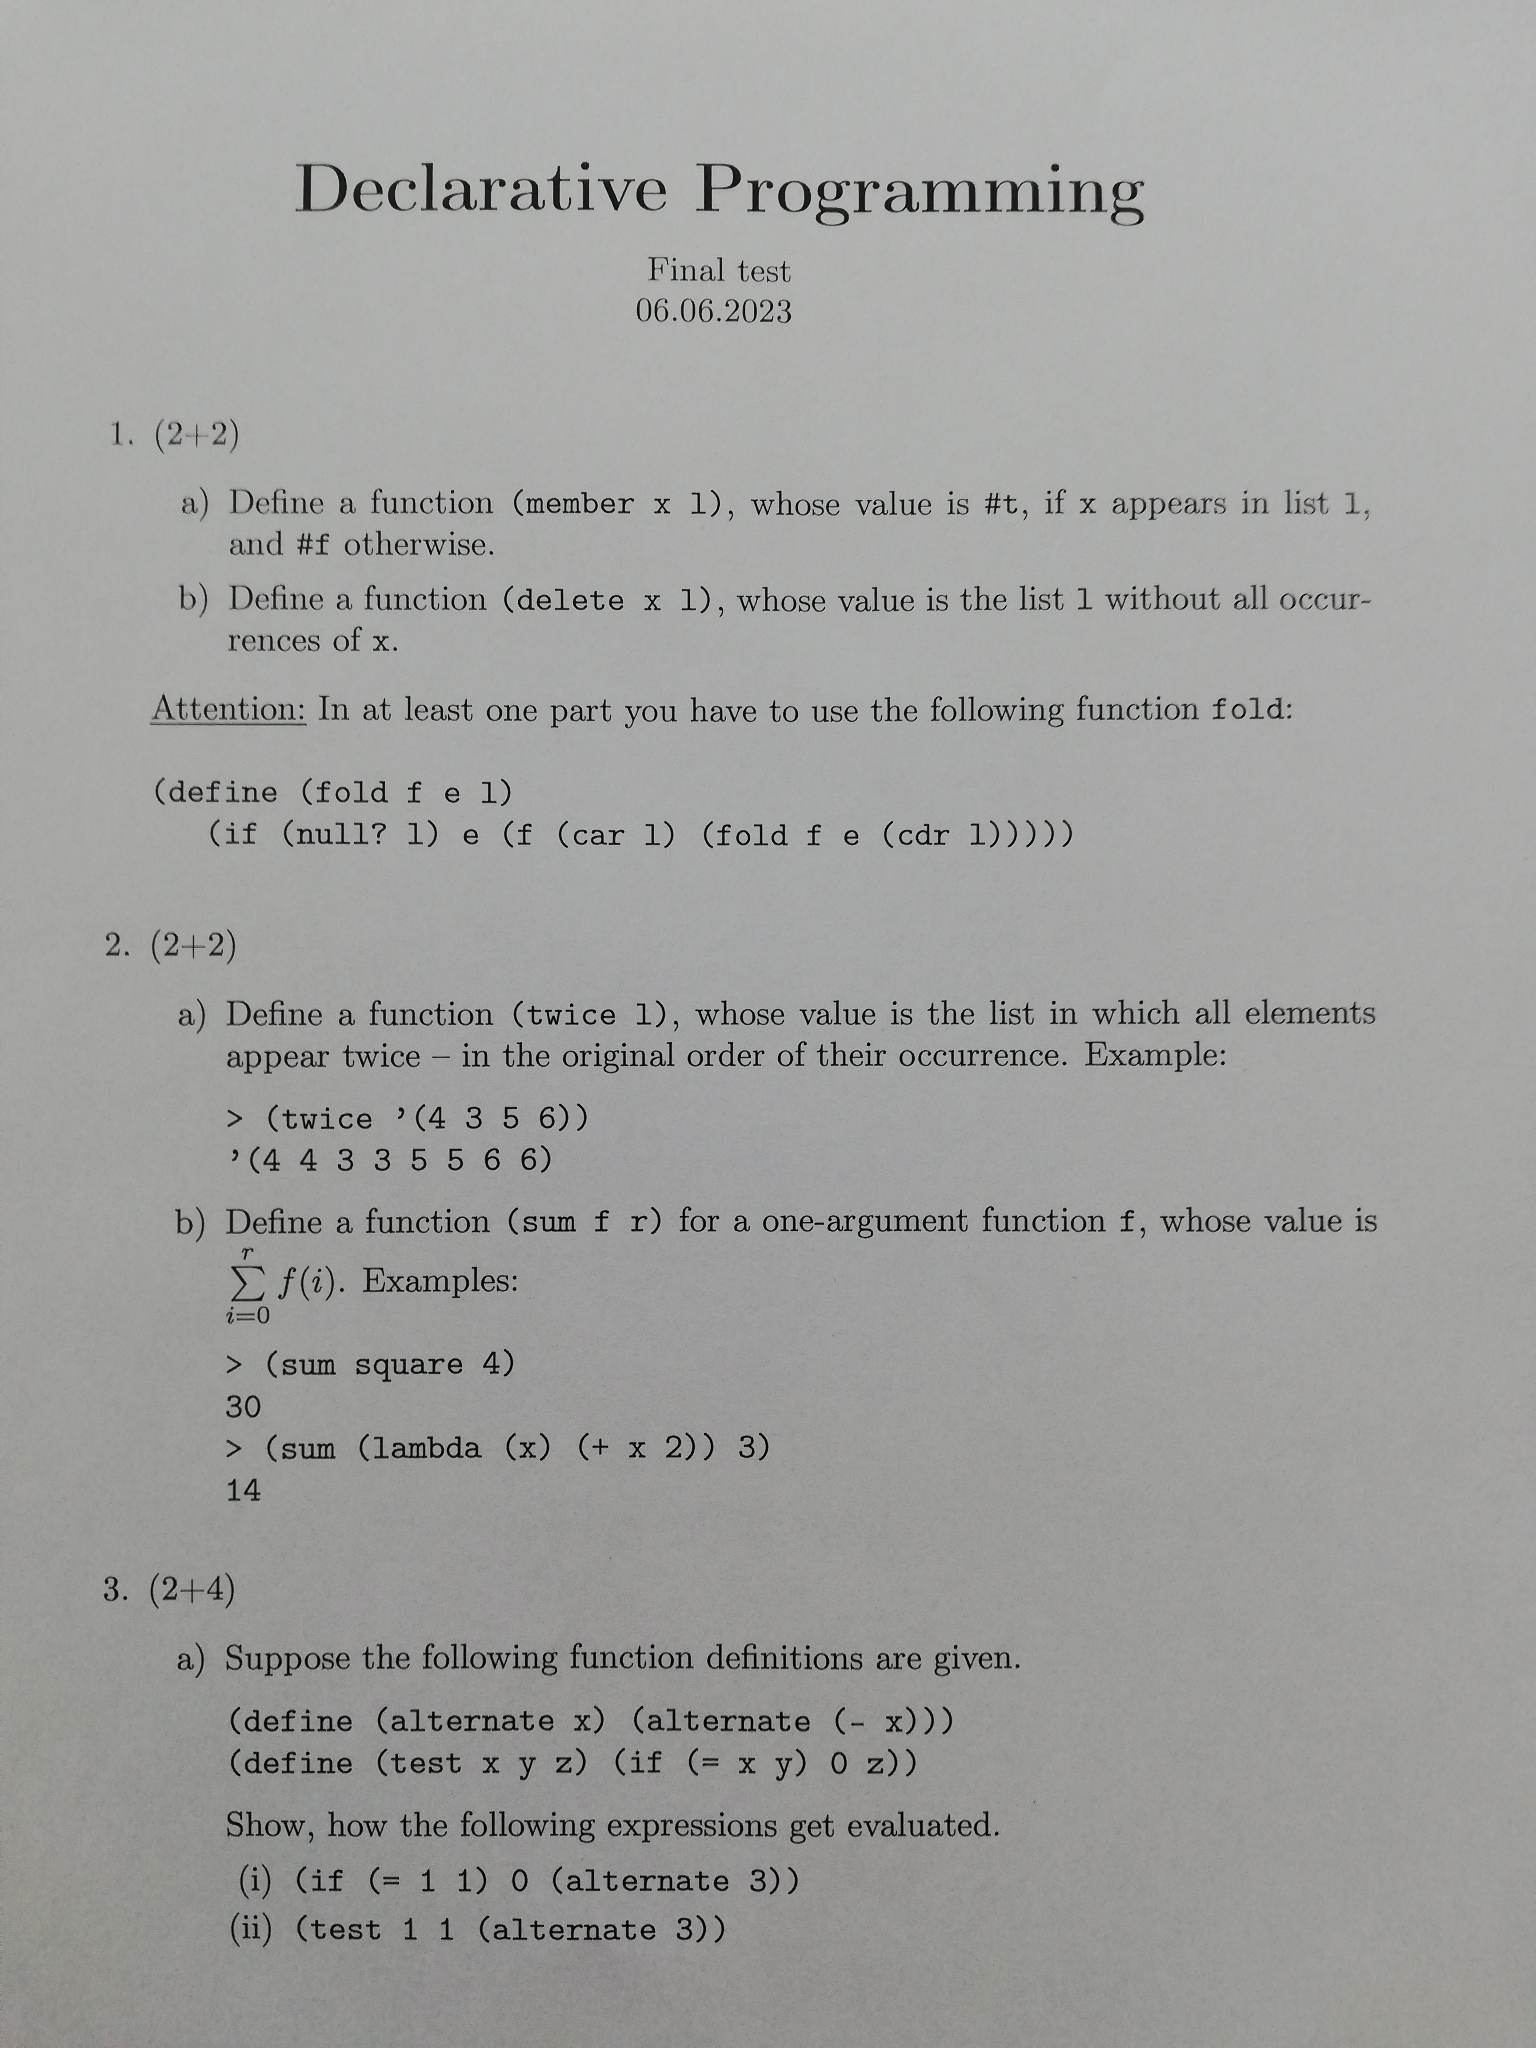 Declarative Programming
Final test
06.06.2023
1. (2+2)
a) Define a function (member x l), whose value is #t, if x appears in list l,
and #f otherwise.
b) Define a function (delete x l), whose value is the list l without all occur-
rences of x.
Attention: In at least one part you have to use the following function fold:
(define (fold f e l)
(if (null? l) e (f (car l) (fold f e (cdr l)))))
2. (2+2)
a) Define a function (twice l), whose value is the list in which all elements
appear twice – in the original order of their occurrence. Example:
> (twice '(4 3 5 6))
'(4 4 3 3 5 5 6 6)
b) Define a function (sum f r) for a one-argument function f, whose value is
r
∑ f(i). Examples:
i=0
> (sum square 4)
30
> (sum (lambda (x) (+ x 2)) 3)
14
3. (2+4)
a) Suppose the following function definitions are given.
(define (alternate x) (alternate (- x)))
(define (test x y z) (if (= x y) 0 z))
Show, how the following expressions get evaluated.
(i) (if (= 1 1) 0 (alternate 3))
(ii) (test 1 1 (alternate 3))